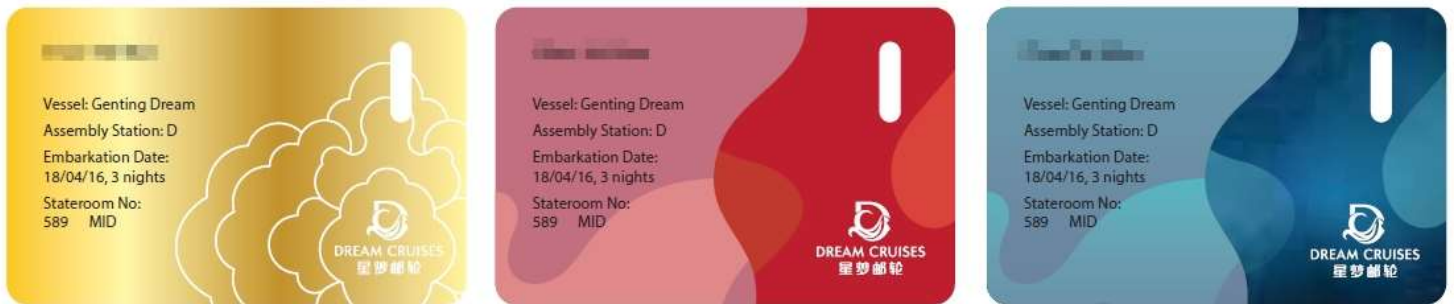 Vessel: Genting Dream
Assembly Station: D
Embarkation Date:
18/04/16, 3 nights
Stateroom No:
589 MID
DREAM CRUISES
星梦邮轮
Vessel: Genting Dream
Assembly Station: D
Embarkation Date:
18/04/16, 3 nights
Stateroom No:
589 MID
DREAM CRUISES
星梦邮轮
Vessel: Genting Dream
Assembly Station: D
Embarkation Date:
18/04/16, 3 nights
Stateroom No:
589 MID
DREAM CRUISES
星梦邮轮